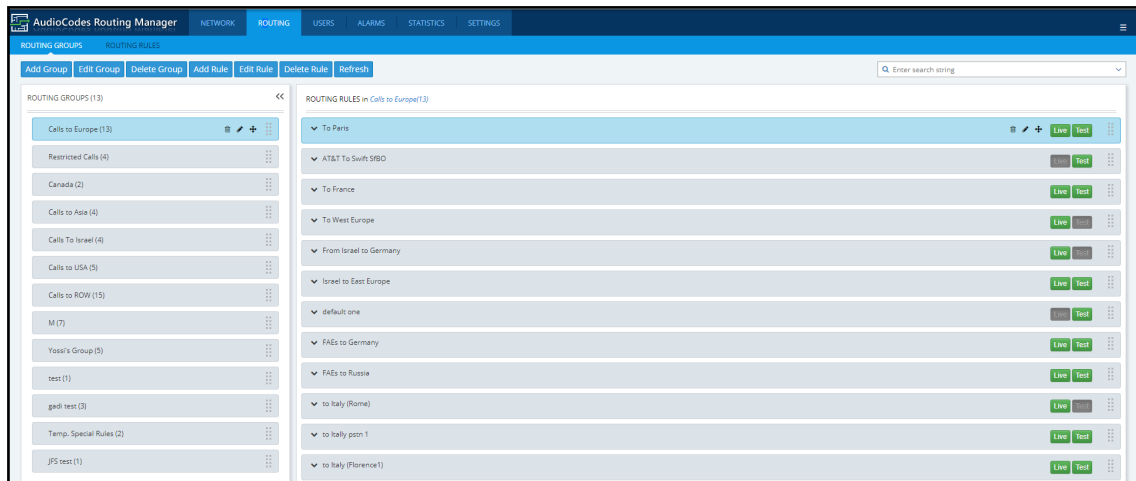 AudioCodes Routing Manager NETWORK ROUTING USERS ALARMS STATISTICS SETTINGS
ROUTING GROUPS ROUTING RULES
Add Group Edit Group Delete Group Add Rule Edit Rule Delete Rule Refresh Enter search string
ROUTING GROUPS (13)
Calls to Europe (13)
Restricted Calls (4)
Canada (2)
Calls to Asia (4)
Calls To Israel (4)
Calls to USA (5)
Calls to ROW (15)
M (7)
Yossi's Group (5)
test (1)
gadi test (3)
Temp. Special Rules (2)
JFS test (1)
ROUTING RULES in Calls to Europe(13)
To Paris Live Test
AT&T To Swift SfBO Live Test
To France Live Test
To West Europe Live Test
From Israel to Germany Live Test
Israel to East Europe Live Test
default one Live Test
FAEs to Germany Live Test
FAEs to Russia Live Test
to Italy (Rome) Live Test
to Itally pstn 1 Live Test
to Italy (Florence1) Live Test